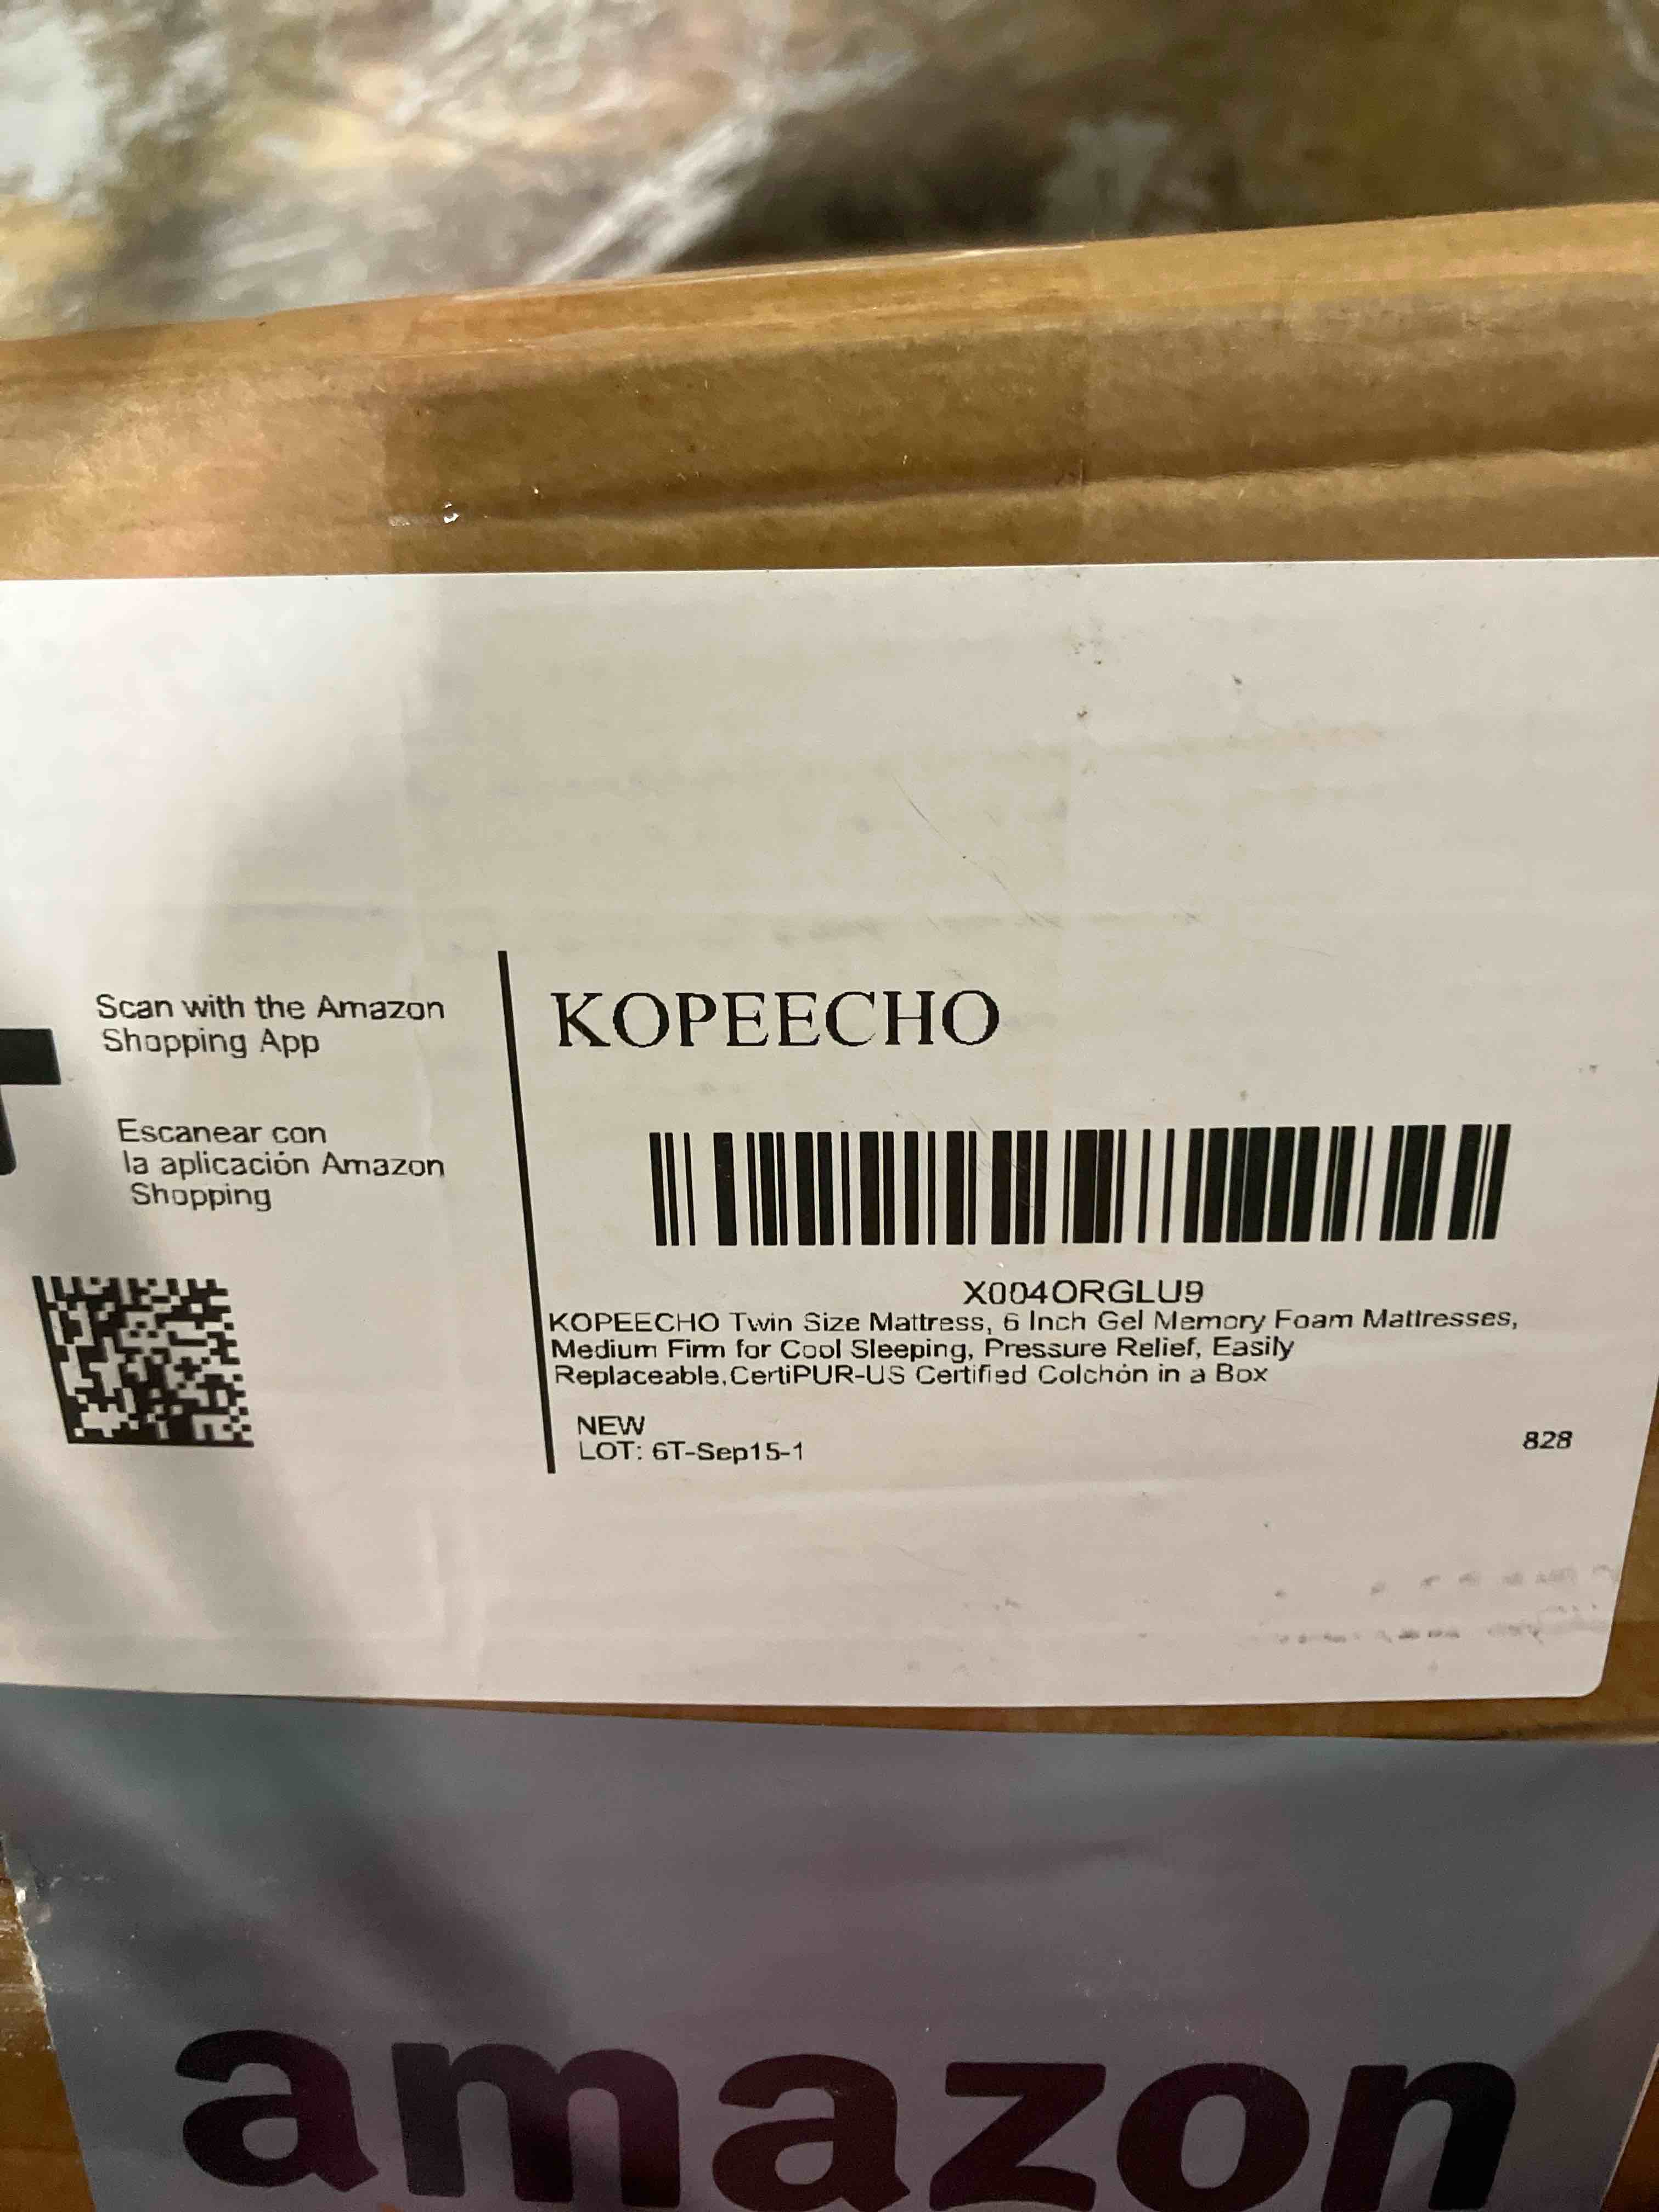 Scan with the Amazon
Shopping App
Escanear con
la aplicación Amazon
Shopping
KOPEECHO
X004ORGLU9
KOPEECHO Twin Size Mattress, 6 Inch Gel Memory Foam Mattresses,
Medium Firm for Cool Sleeping, Pressure Relief, Easily
Replaceable,CertiPUR-US Certified Colchón in a Box
NEW
LOT: 6T-Sep15-1
828
amazon